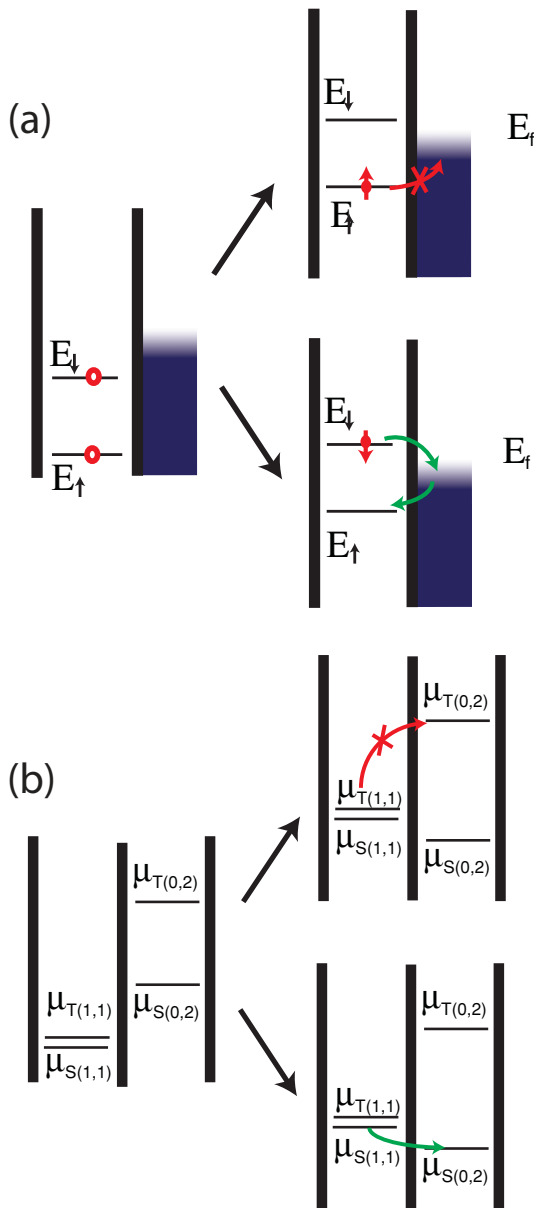 (a)
E↓
E↑
E↓
E↑
E_f
E↓
E↑
E_f
(b)
μ_T(1,1)
μ_S(1,1)
μ_T(0,2)
μ_S(0,2)
μ_T(0,2)
μ_T(1,1)
μ_S(1,1)
μ_S(0,2)
μ_T(0,2)
μ_T(1,1)
μ_S(1,1)
μ_S(0,2)